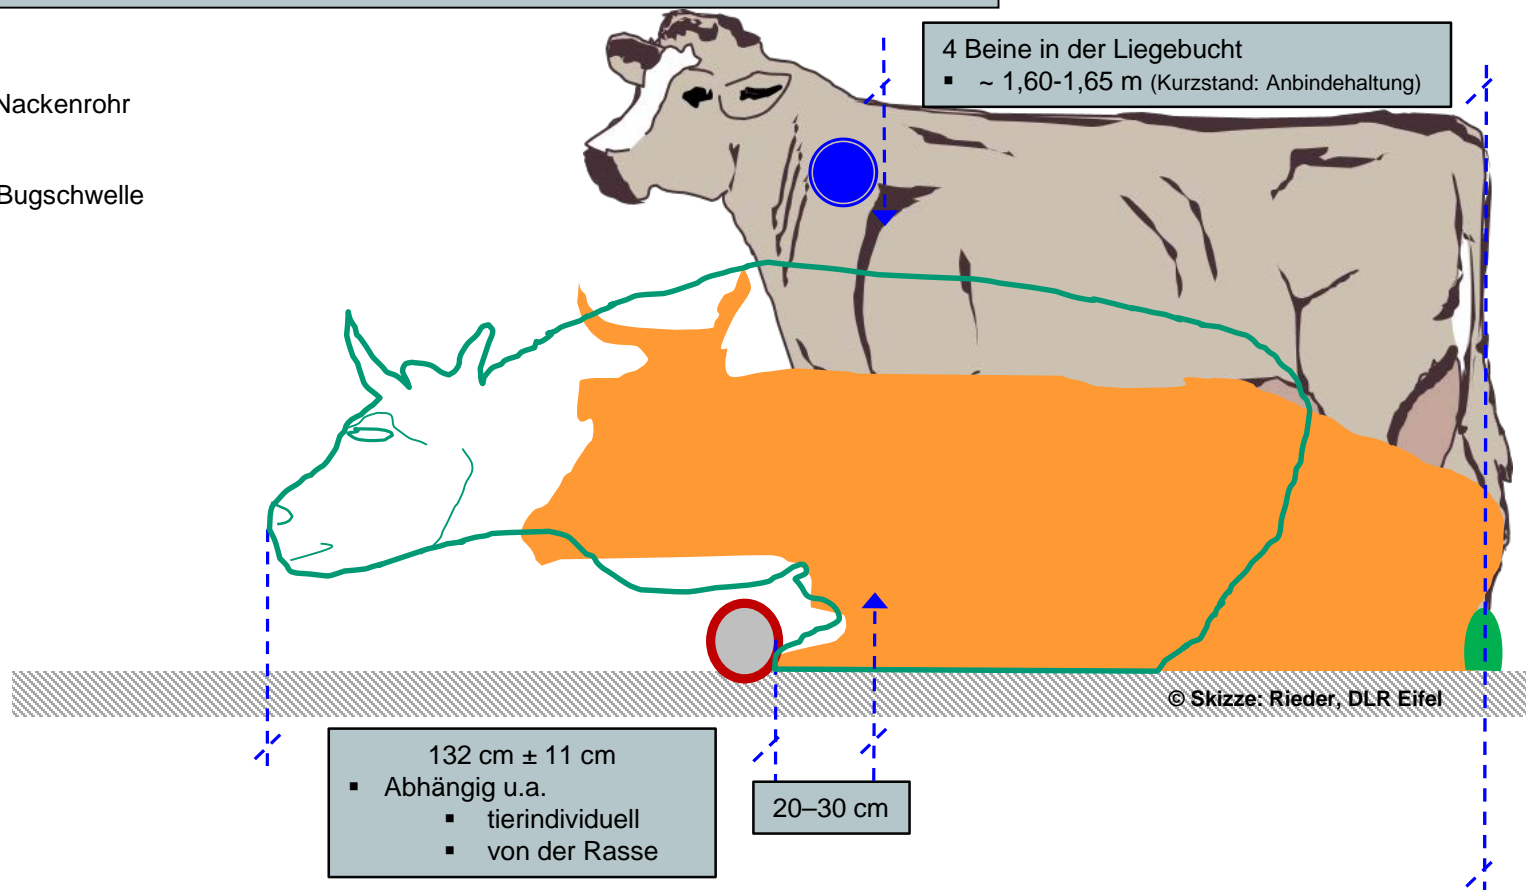 4 Beine in der Liegebucht
▪ ~ 1,60-1,65 m (Kurzstand: Anbindehaltung)
Nackenrohr
Bugschwelle
© Skizze: Rieder, DLR Eifel
132 cm ± 11 cm
▪ Abhängig u.a.
▪ tierindividuell
▪ von der Rasse
20–30 cm